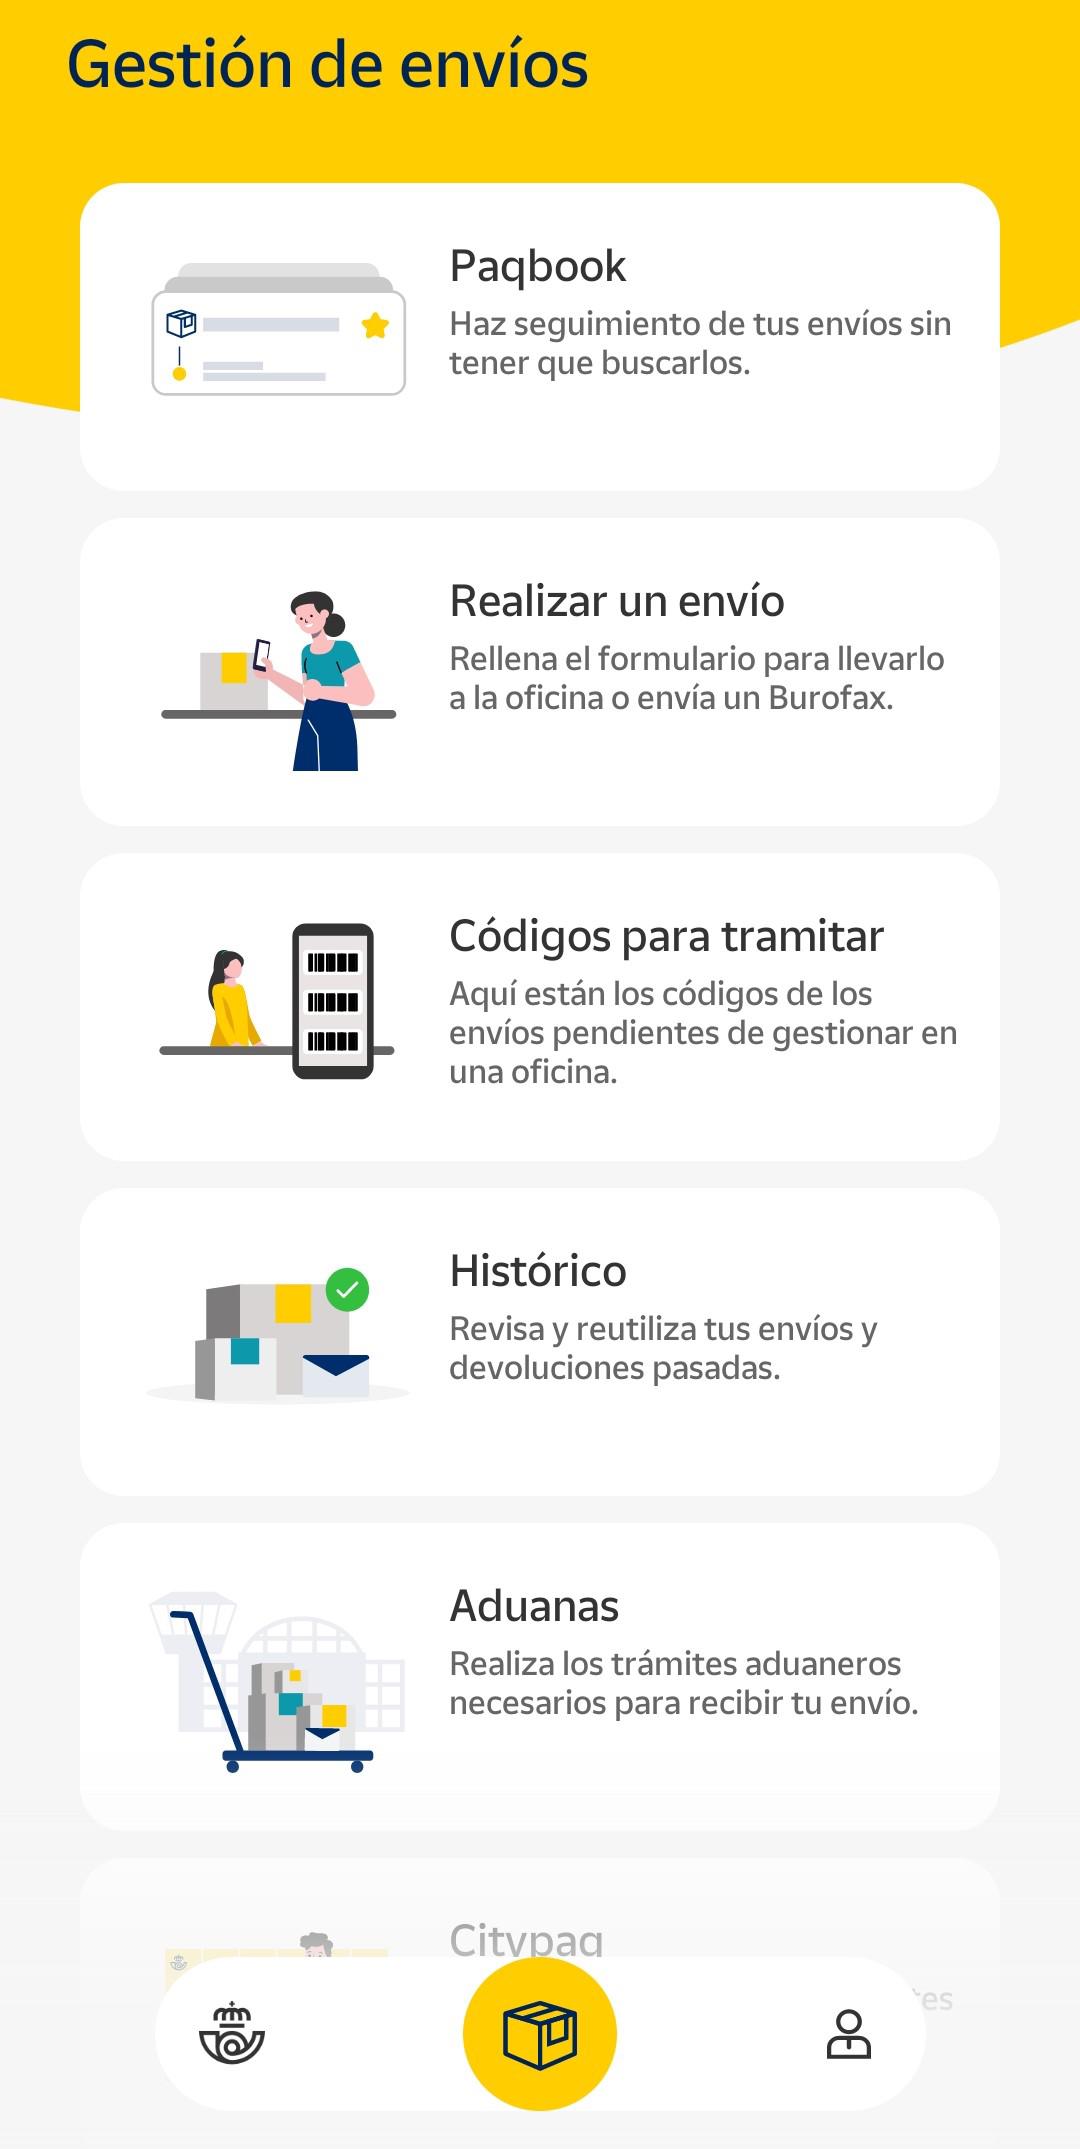 Gestión de envíos
Paqbook
Haz seguimiento de tus envíos sin
tener que buscarlos.
Realizar un envío
Rellena el formulario para llevarlo
a la oficina o envía un Burofax.
Códigos para tramitar
Aquí están los códigos de los
envíos pendientes de gestionar en
una oficina.
Histórico
Revisa y reutiliza tus envíos y
devoluciones pasadas.
Aduanas
Realiza los trámites aduaneros
necesarios para recibir tu envío.
Citypaq